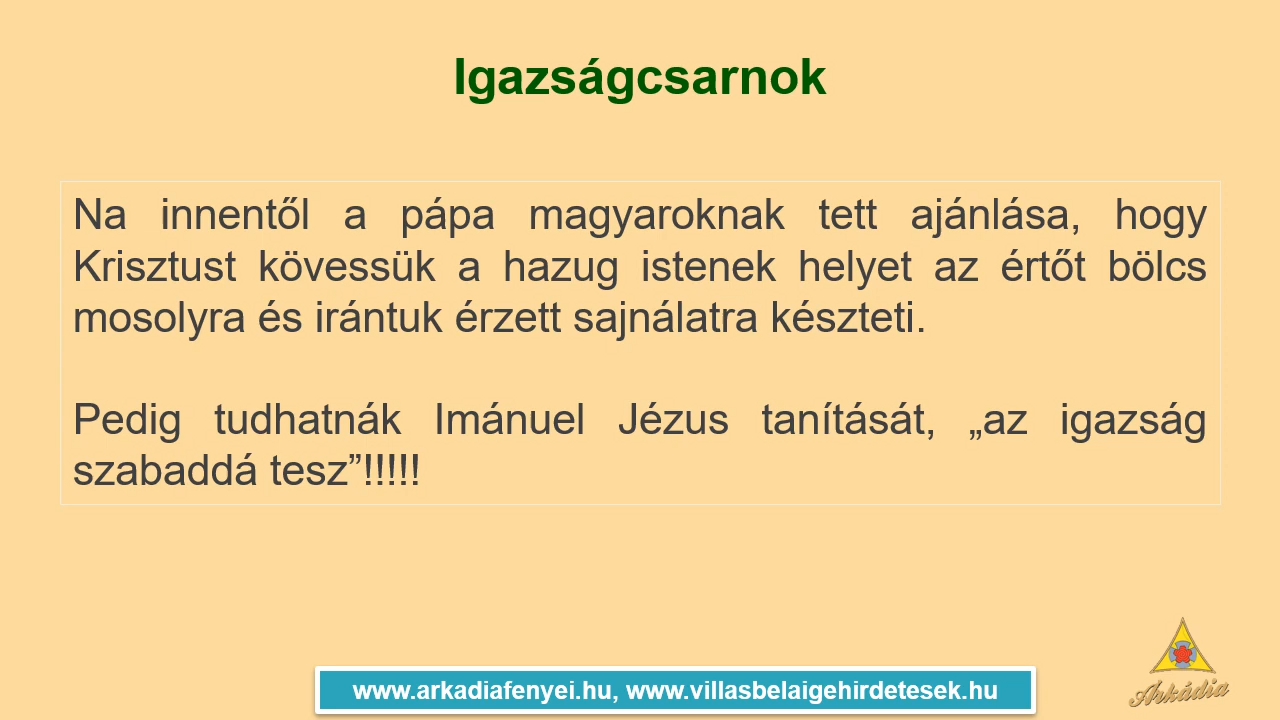 Igazságcsarnok
Na innentől a pápa magyaroknak tett ajánlása, hogy
Krisztust kövessük a hazug istenek helyet az értőt bölcs
mosolyra és irántuk érzett sajnálatra készteti.
Pedig tudhatnák Imánuel Jézus tanítását, „az igazság
szabaddá tesz”!!!!!
www.arkadiafenyei.hu, www.villasbelaigehirdetesek.hu
Arkádia